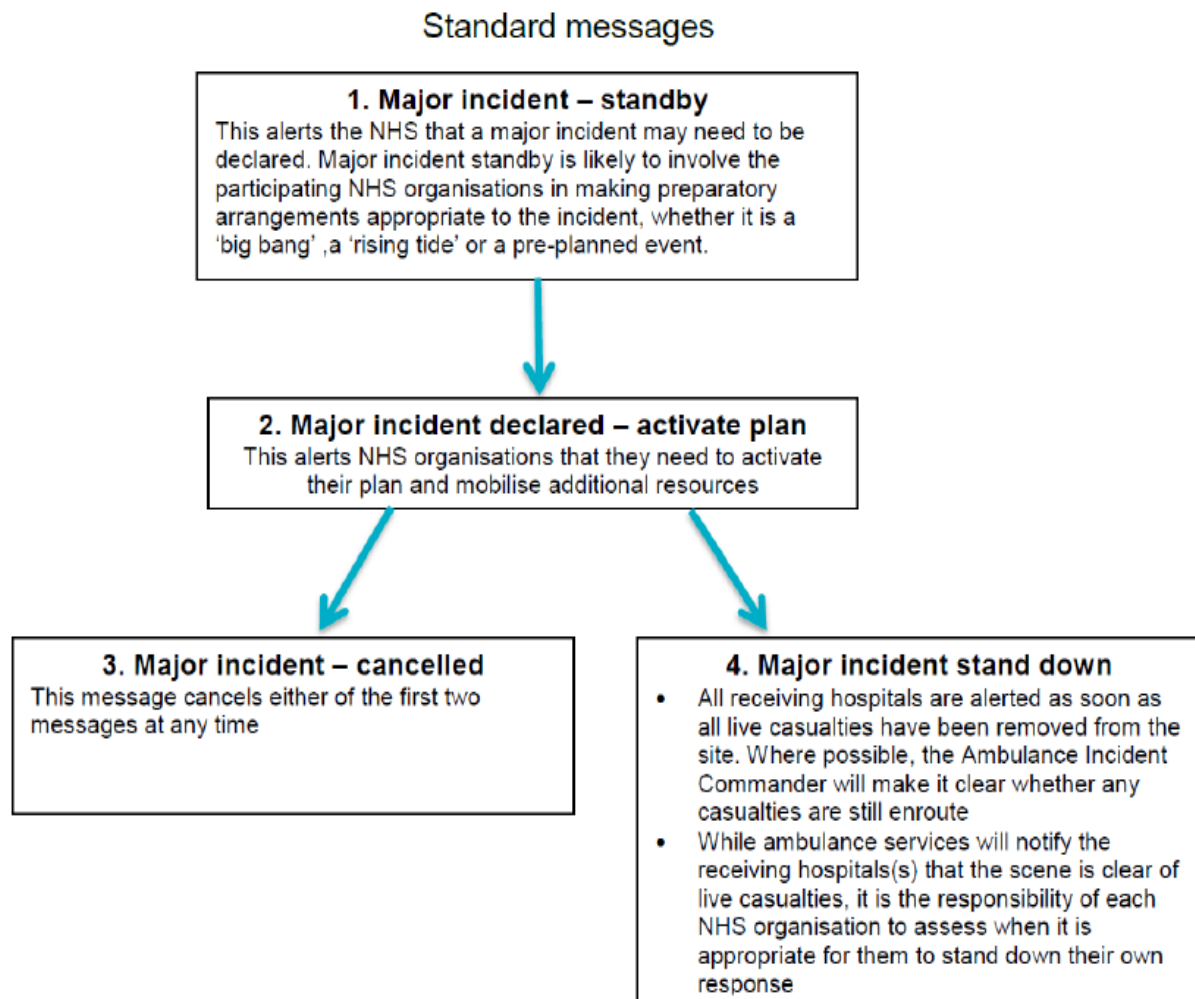 Standard messages
1. Major incident – standby
This alerts the NHS that a major incident may need to be
declared. Major incident standby is likely to involve the
participating NHS organisations in making preparatory
arrangements appropriate to the incident, whether it is a
‘big bang’ ,a ‘rising tide’ or a pre-planned event.
2. Major incident declared – activate plan
This alerts NHS organisations that they need to activate
their plan and mobilise additional resources
3. Major incident – cancelled
This message cancels either of the first two
messages at any time
4. Major incident stand down
• All receiving hospitals are alerted as soon as
all live casualties have been removed from the
site. Where possible, the Ambulance Incident
Commander will make it clear whether any
casualties are still enroute
• While ambulance services will notify the
receiving hospitals(s) that the scene is clear of
live casualties, it is the responsibility of each
NHS organisation to assess when it is
appropriate for them to stand down their own
response